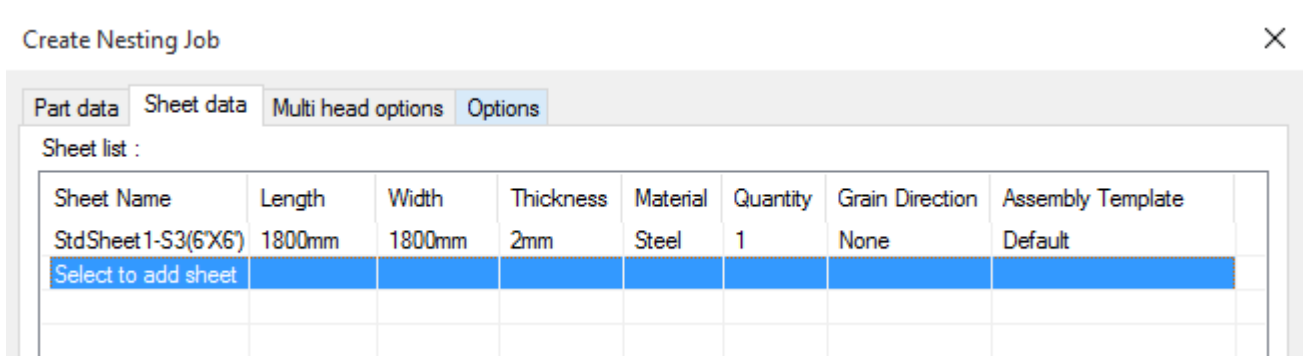 Create Nesting Job
Part data Sheet data Multi head options Options
Sheet list :
Sheet Name Length Width Thickness Material Quantity Grain Direction Assembly Template
StdSheet1-S3(6'X6') 1800mm 1800mm 2mm Steel 1 None Default
Select to add sheet